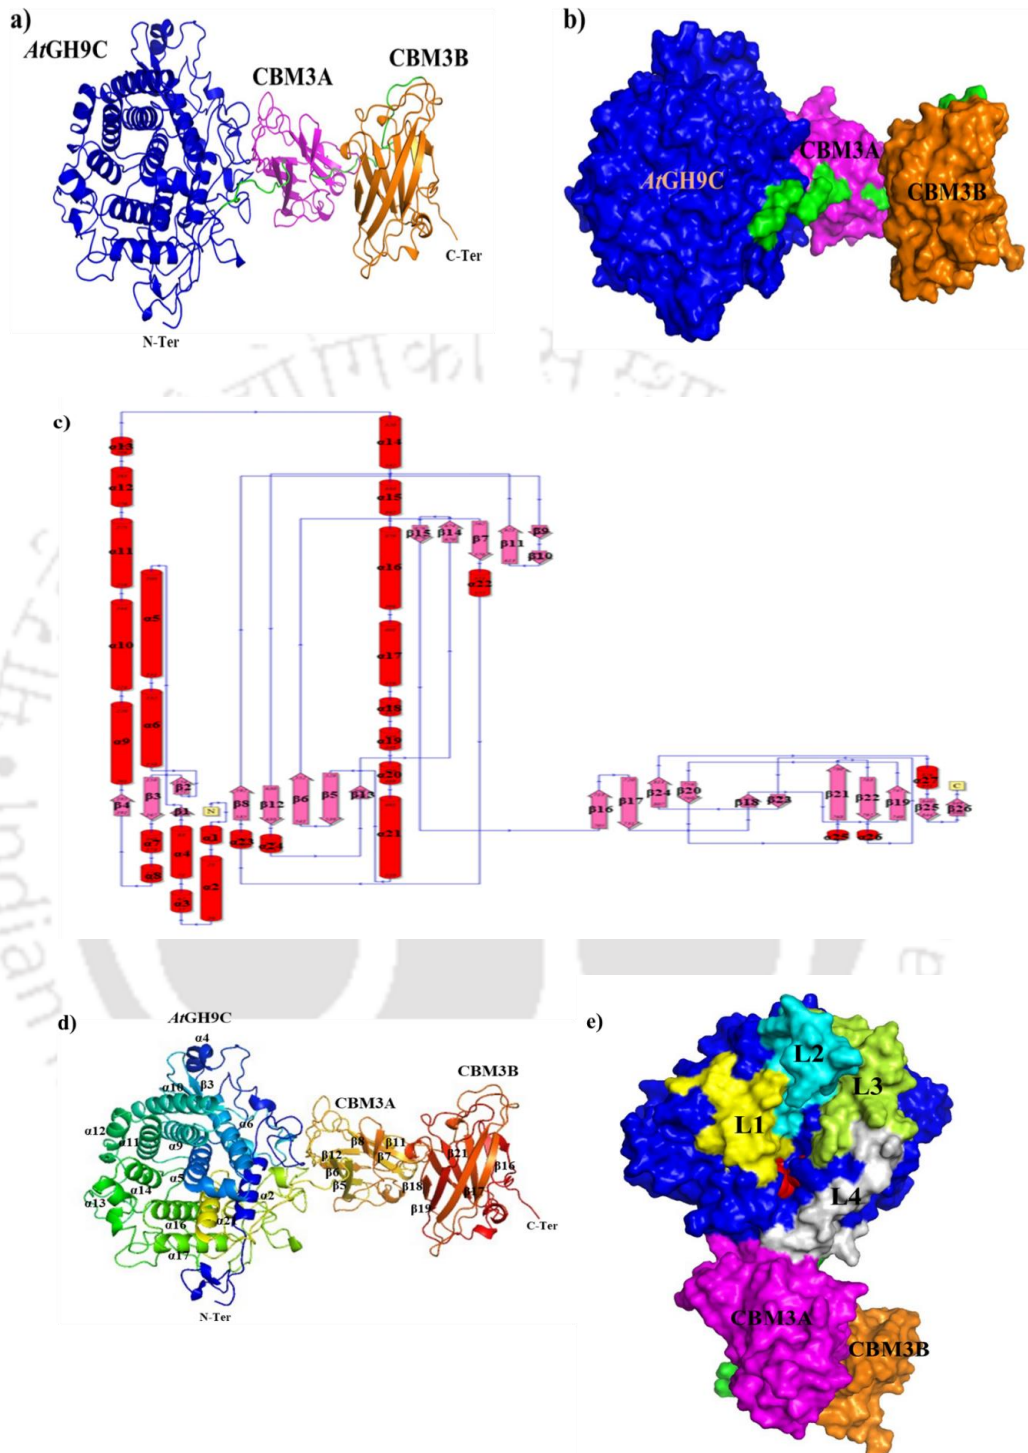 a)
AtGH9C
CBM3A
CBM3B
C-Ter
N-Ter
b)
AtGH9C
CBM3A
CBM3B
c)
α13
α14
α12
α15
α11
β15
β14
β7
β11
β9
β10
α16
α22
α5
α10
α17
α6
α18
α9
α19
α20
β4
β3
β2
β1
N
β8
β12
β6
β5
β13
α7
α8
α4
α3
α1
α2
α23
α24
α21
β16
β17
β24
β20
β18
β23
β21
β22
β19
α27
β25
C
β26
α25
α26
d)
AtGH9C
α4
β3
α10
α6
α12
α11
α9
α5
α14
α13
α2
α16
α17
N-Ter
CBM3A
β8
β11
β12
β7
β6
β5
CBM3B
β21
β16
β18
β17
β19
C-Ter
e)
L2
L3
L1
L4
CBM3A
CBM3B